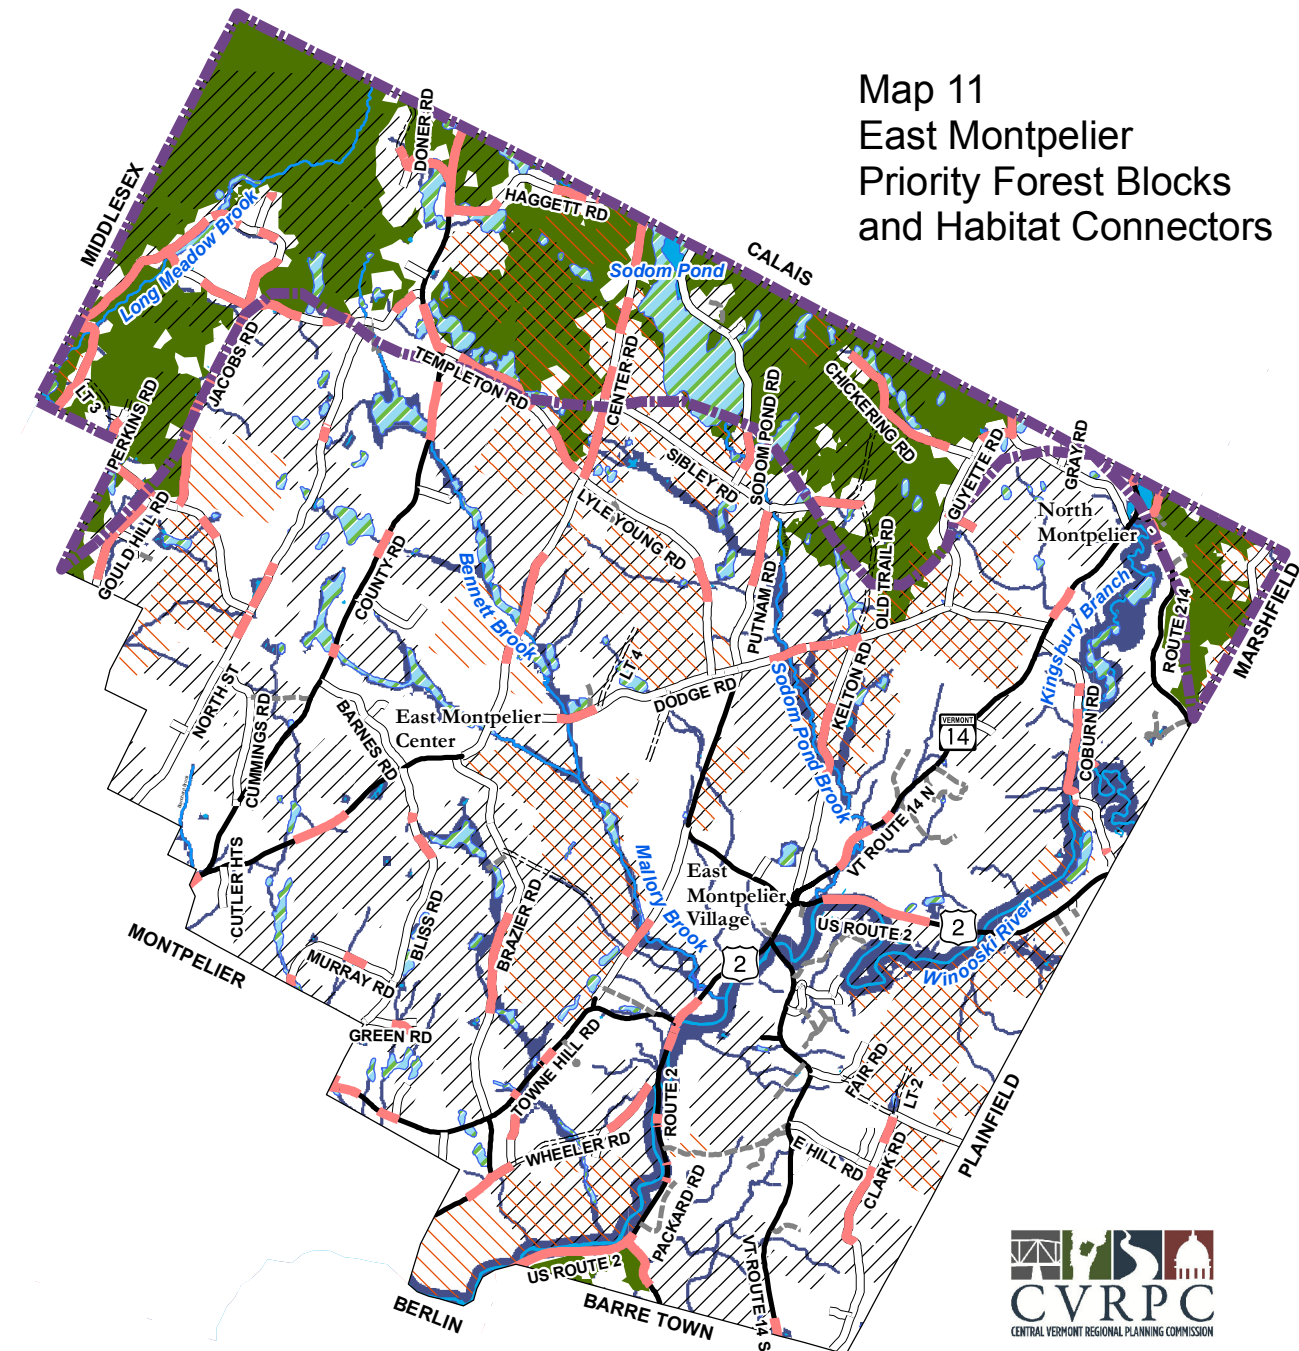 Map 11
East Montpelier
Priority Forest Blocks
and Habitat Connectors
DONER RD
HAGGETT RD
MIDDLESEX
Long Meadow Brook
Sodom Pond
CALAIS
JACOBS RD
TEMPLETON RD
CENTER RD
LT 3
PERKINS RD
SODOM POND RD
CHICKERING RD
SIBLEY RD
GUYETTE RD
GRAY RD
GOULD HILL RD
LYLE YOUNG RD
North
Montpelier
COUNTY RD
Bennett Brook
PUTNAM RD
OLD TRAIL RD
Kingsbury Branch
ROUTE 214
MARSHFIELD
LT 4
DODGE RD
KELTON RD
Sodom Pond Brook
NORTH ST
CUMMINGS RD
BARNES RD
East Montpelier
Center
VERMONT
14
COBURN RD
VT ROUTE 14 N
CUTLER HTS
East
Montpelier
Village
Mallory Brook
BLISS RD
BRAZIER RD
US ROUTE 2
2
2
Winooski River
MONTPELIER
MURRAY RD
GREEN RD
TOWNE HILL RD
ROUTE 2
FAIR RD
LT-2
PLAINFIELD
WHEELER RD
E HILL RD
CLARK RD
PACKARD RD
VT ROUTE 14 S
US ROUTE 2
BERLIN
BARRE TOWN
CVRPC
CENTRAL VERMONT REGIONAL PLANNING COMMISSION